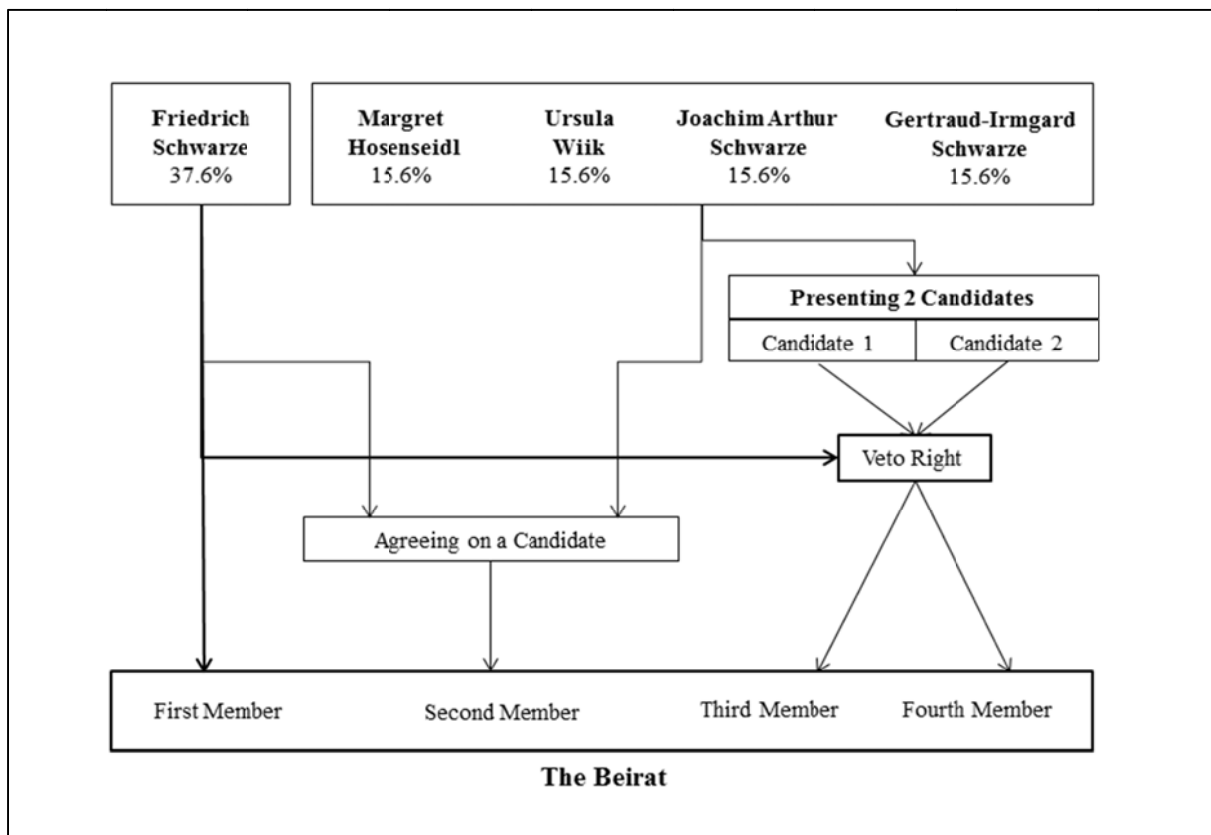 Friedrich
Schwarze
37.6%
Margret
Hosenseidl
15.6%
Ursula
Wiik
15.6%
Joachim Arthur
Schwarze
15.6%
Gertraud-Irmgard
Schwarze
15.6%
Presenting 2 Candidates
Candidate 1
Candidate 2
Veto Right
Agreeing on a Candidate
First Member
Second Member
Third Member
Fourth Member
The Beirat